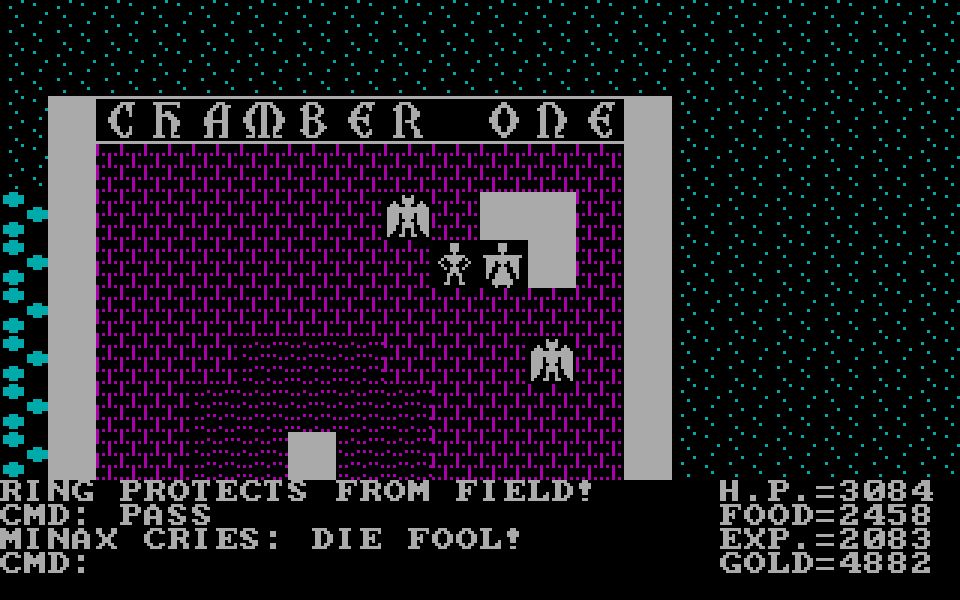 CHAMBER ONE
RING PROTECTS FROM FIELD!
CMD: PASS
MINAX CRIES: DIE FOOL!
CMD:
H.P.=3084
FOOD=2458
EXP.=2083
GOLD=4882